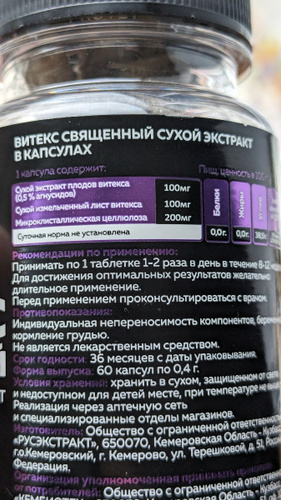 ВИТЕКС СВЯЩЕННЫЙ СУХОЙ ЭКСТРАКТ
В КАПСУЛАХ
1 капсула содержит:
Пищ. ценность в 100
Сухой экстракт плодов витекса
(0,5 % агнузидов)
100мг
Сухой измельченный лист витекса
100мг
Микрокристаллическая целлюлоза
200мг
Суточная норма не установлена
Белки
0,0г.
Жиры
0,0г.
Рекомендации по применению:
Принимать по 1 таблетке 1-2 раза в день в течение 8-12
Для достижения оптимальных результатов желательно
длительное применение.
Перед применением проконсультироваться с врачом.
Противопоказания:
Индивидуальная непереносимость компонентов,
кормление грудью.
Не является лекарственным средством.
Срок годности: 36 месяцев с даты упаковывания.
Форма выпуска: 60 капсул по 0,4 г.
Условия хранения: хранить в сухом, защищенном от света
и недоступном для детей месте, при температуре не выше
Реализация через аптечную сеть
и специализированные отделы магазинов.
Изготовитель: Общество с ограниченной
«РУСЭКСТРАКТ», 650070, Кемеровская
г.о.Кемеровский, г. Кемерово, ул. Терешковой, д. 51,
Федерация.
Организация уполномоченная принимать
от потребителей: Общество с ограниченной